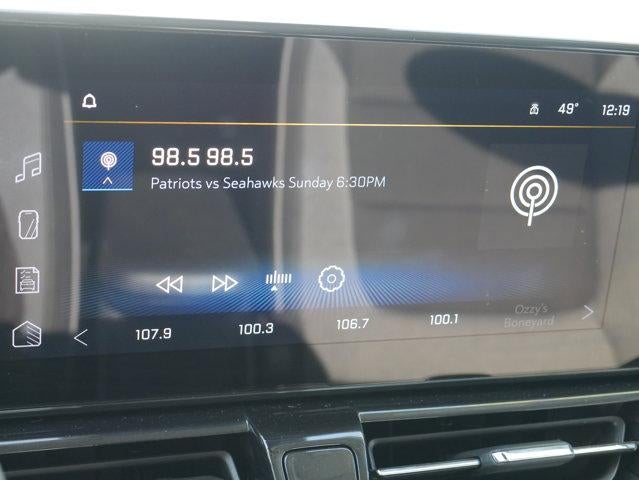 49° 12:19
98.5 98.5
Patriots vs Seahawks Sunday 6:30PM
107.9 100.3 106.7 100.1 Ozzy's
Boneyard